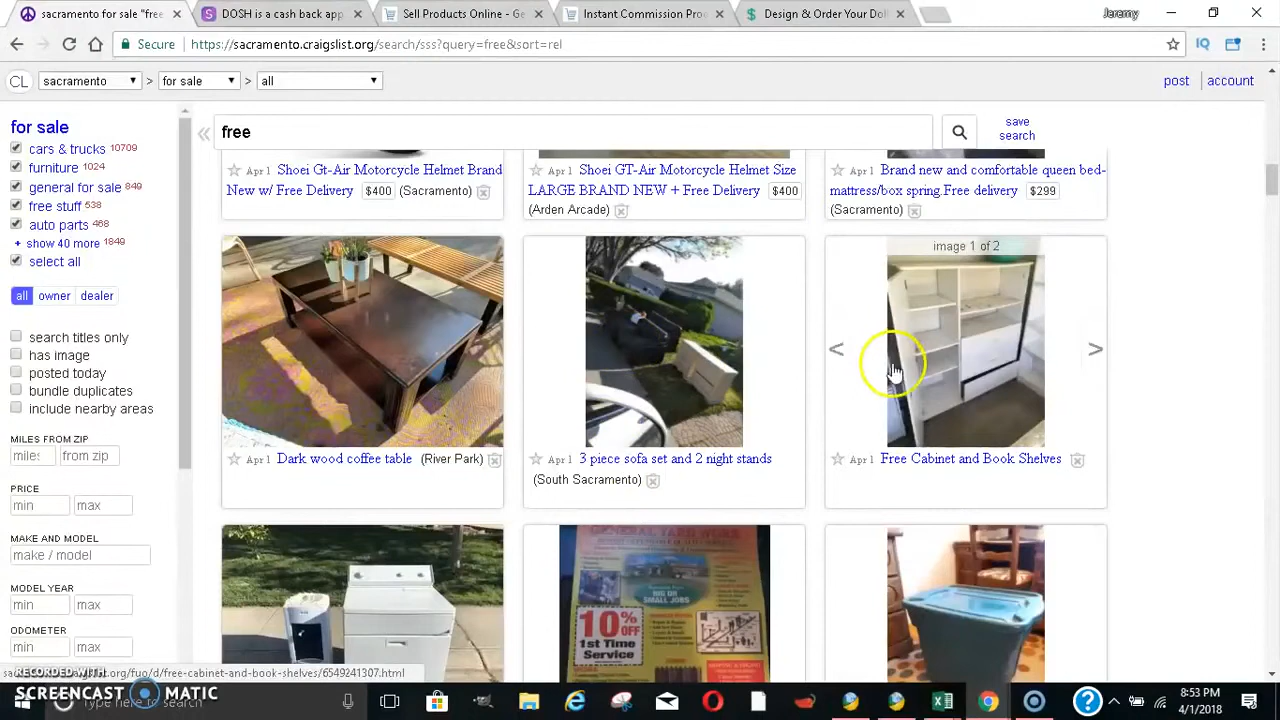 sacramento for sale "free
DOSH is a cash back app
Sell Products Online - Ge
Instant Commission Pro
Design & Order Your Do
Jeremy
Secure
https://sacramento.craigslist.org/search/sss?query=free&sort=rel
IQ
CL sacramento > for sale > all
post account
for sale
cars & trucks 10709
furniture 1024
general for sale 849
free stuff 538
auto parts 468
+ show 40 more 1849
select all
all owner dealer
search titles only
has image
posted today
bundle duplicates
include nearby areas
MILES FROM ZIP
miles from zip
PRICE
min max
MAKE AND MODEL
make / model
MODEL YEAR
min max
ODOMETER
min max
free
save
search
Apr 1 Shoei Gt-Air Motorcycle Helmet Brand
New w/ Free Delivery $400 (Sacramento)
Apr 1 Shoei GT-Air Motorcycle Helmet Size
LARGE BRAND NEW + Free Delivery $400
(Arden Arcade)
Apr 1 Brand new and comfortable queen bed-
mattress/box spring.Free delivery $299
(Sacramento)
Apr 1 Dark wood coffee table (River Park)
Apr 1 3 piece sofa set and 2 night stands
(South Sacramento)
image 1 of 2
< >
Apr 1 Free Cabinet and Book Shelves
GENERAL YARD WORK
BIG OR
SMALL JOBS
10%
OFF
1st Time
Service
SCREENCAST MATIC
8:53 PM
4/1/2018